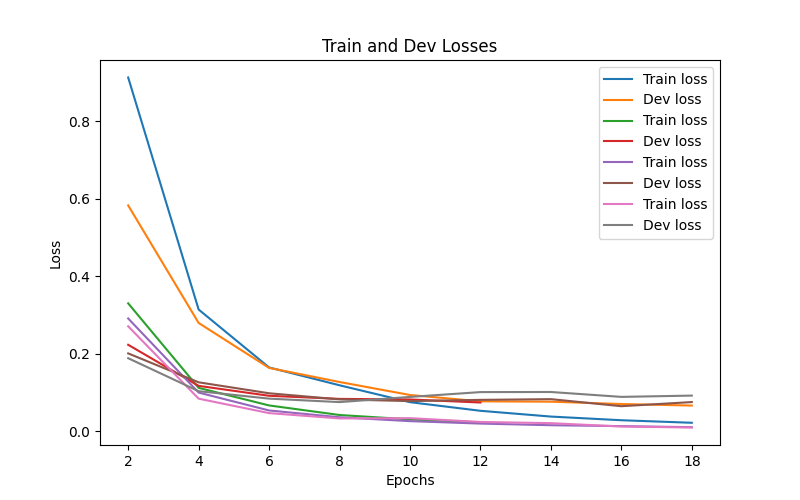 Train and Dev Losses
Train loss
Dev loss
Train loss
Dev loss
Train loss
Dev loss
Train loss
Dev loss
Loss
0.8
0.6
0.4
0.2
0.0
2 4 6 8 10 12 14 16 18
Epochs